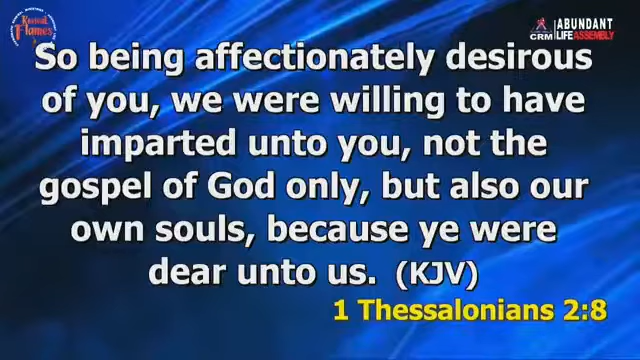 Revival
Flames
CRM
ABUNDANT
LIFE ASSEMBLY
So being affectionately desirous
of you, we were willing to have
imparted unto you, not the
gospel of God only, but also our
own souls, because ye were
dear unto us. (KJV)
1 Thessalonians 2:8